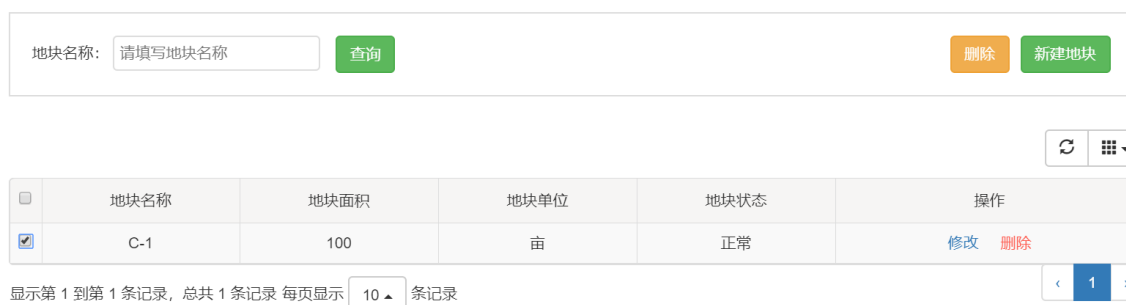 地块名称： 请填写地块名称 查询 删除 新建地块
地块名称 地块面积 地块单位 地块状态 操作
C-1 100 亩 正常 修改 删除
显示第 1 到第 1 条记录，总共 1 条记录 每页显示 10 条记录 ‹ 1 ›